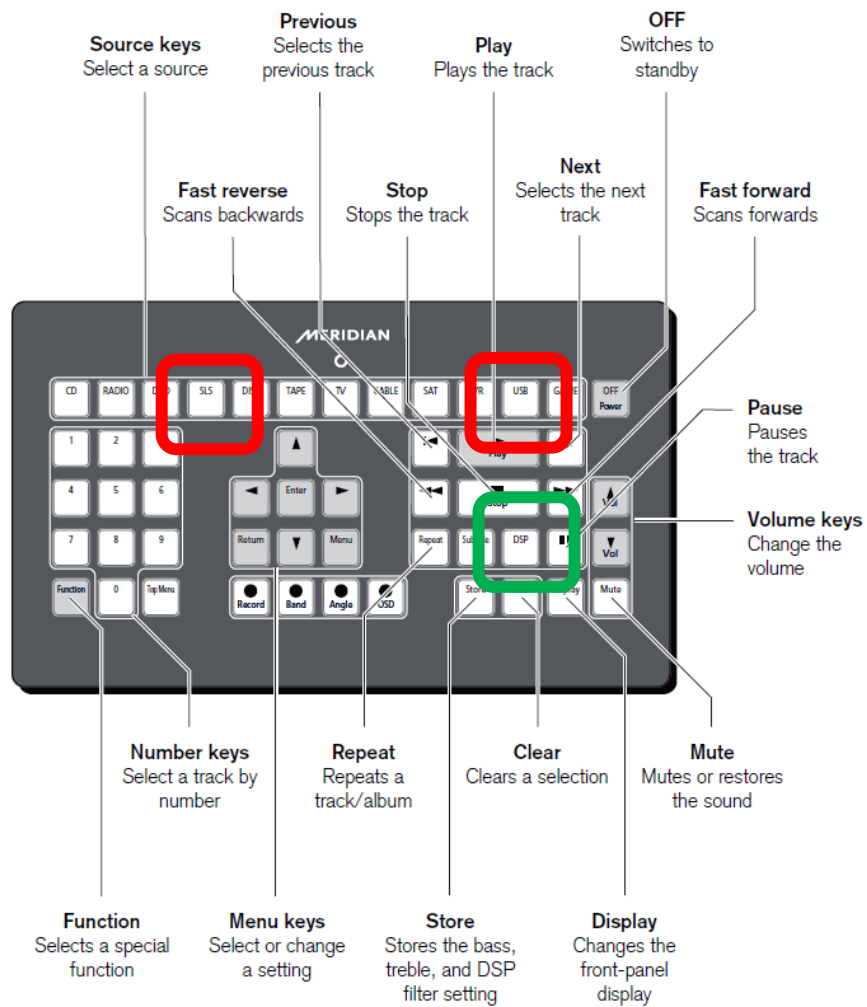 Previous
Selects the
previous track
OFF
Switches to
standby
Source keys
Select a source
Play
Plays the track
Next
Selects the next
track
Fast reverse
Scans backwards
Stop
Stops the track
Fast forward
Scans forwards
MERIDIAN
CD RADIO SLS TAPE TV SAT USB OFF
Power
1 2
4 5 6
7 8 9
Function 0 Top Menu
Enter
Return Menu
Record Band Angle
Play
Repeat DSP
Store Mute
Vol
Vol
Pause
Pauses
the track
Volume keys
Change the
volume
Number keys
Select a track by
number
Repeat
Repeats a
track/album
Clear
Clears a selection
Mute
Mutes or restores
the sound
Function
Selects a special
function
Menu keys
Select or change
a setting
Store
Stores the bass,
treble, and DSP
filter setting
Display
Changes the
front-panel
display